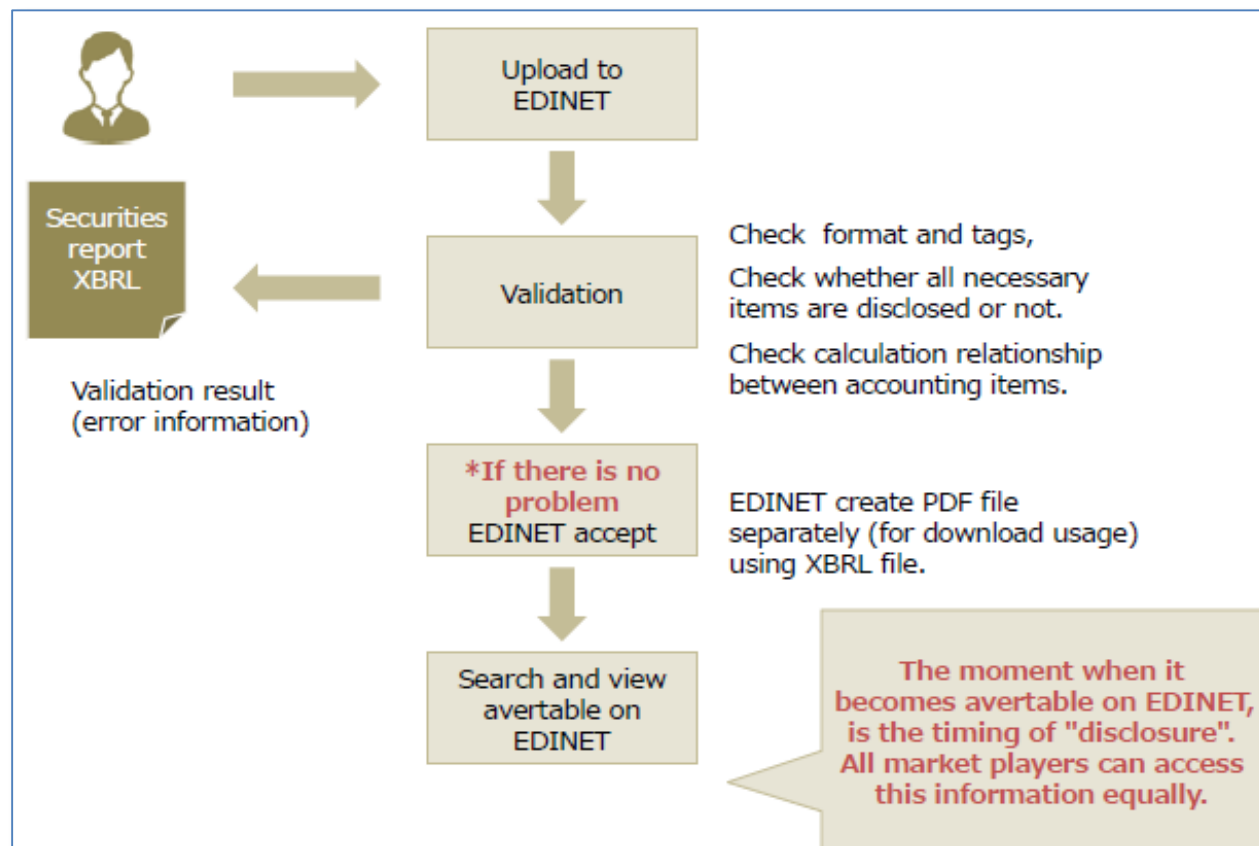 Upload to
EDINET
Securities
report
XBRL
Validation
Check format and tags,
Check whether all necessary
items are disclosed or not.
Check calculation relationship
between accounting items.
Validation result
(error information)
*If there is no
problem
EDINET accept
EDINET create PDF file
separately (for download usage)
using XBRL file.
Search and view
avertable on
EDINET
The moment when it
becomes avertable on EDINET,
is the timing of "disclosure".
All market players can access
this information equally.